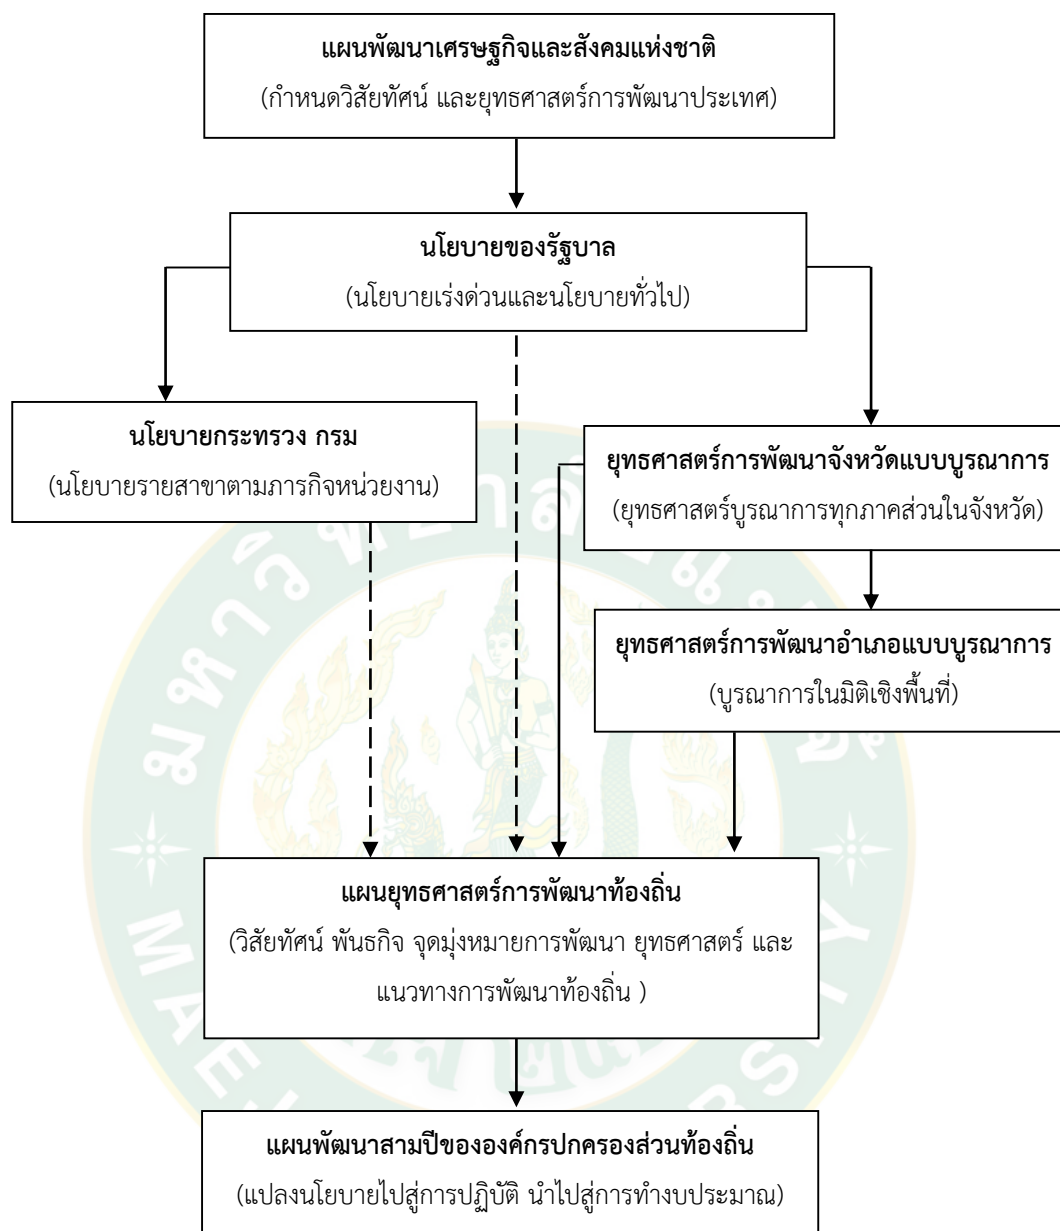 แผนพัฒนาเศรษฐกิจและสังคมแห่งชาติ
(กำหนดวิสัยทัศน์ และยุทธศาสตร์การพัฒนาประเทศ)
นโยบายของรัฐบาล
(นโยบายเร่งด่วนและนโยบายทั่วไป)
นโยบายกระทรวง กรม
(นโยบายรายสาขาตามภารกิจหน่วยงาน)
ยุทธศาสตร์การพัฒนาจังหวัดแบบบูรณาการ
(ยุทธศาสตร์บูรณาการทุกภาคส่วนในจังหวัด)
ยุทธศาสตร์การพัฒนาอำเภอแบบบูรณาการ
(บูรณาการในมิติเชิงพื้นที่)
แผนยุทธศาสตร์การพัฒนาท้องถิ่น
(วิสัยทัศน์ พันธกิจ จุดมุ่งหมายการพัฒนา ยุทธศาสตร์ และ
แนวทางการพัฒนาท้องถิ่น )
แผนพัฒนาสามปีขององค์กรปกครองส่วนท้องถิ่น
(แปลงนโยบายไปสู่การปฏิบัติ นำไปสู่การทำงบประมาณ)